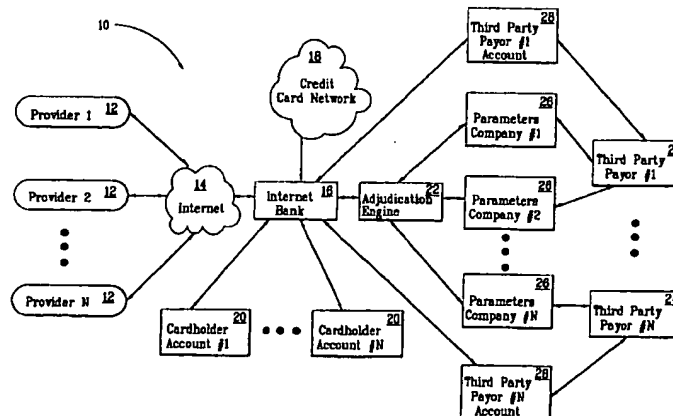 10
18
Credit
Card Network
28
Third Party
Payor #1
Account
Provider 1 12
26
Parameters
Company #1
Third Party
Payor #1
Provider 2 12
14
Internet
Internet 16
Bank
Adjudication 22
Engine
26
Parameters
Company #2
Provider N 12
20
Cardholder
Account #1
20
Cardholder
Account #N
26
Parameters
Company #N
Third Party
Payor #N
28
Third Party
Payor #N
Account